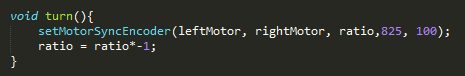 void turn(){
    setMotorSyncEncoder(leftMotor, rightMotor, ratio,825, 100);
    ratio = ratio*-1;
}